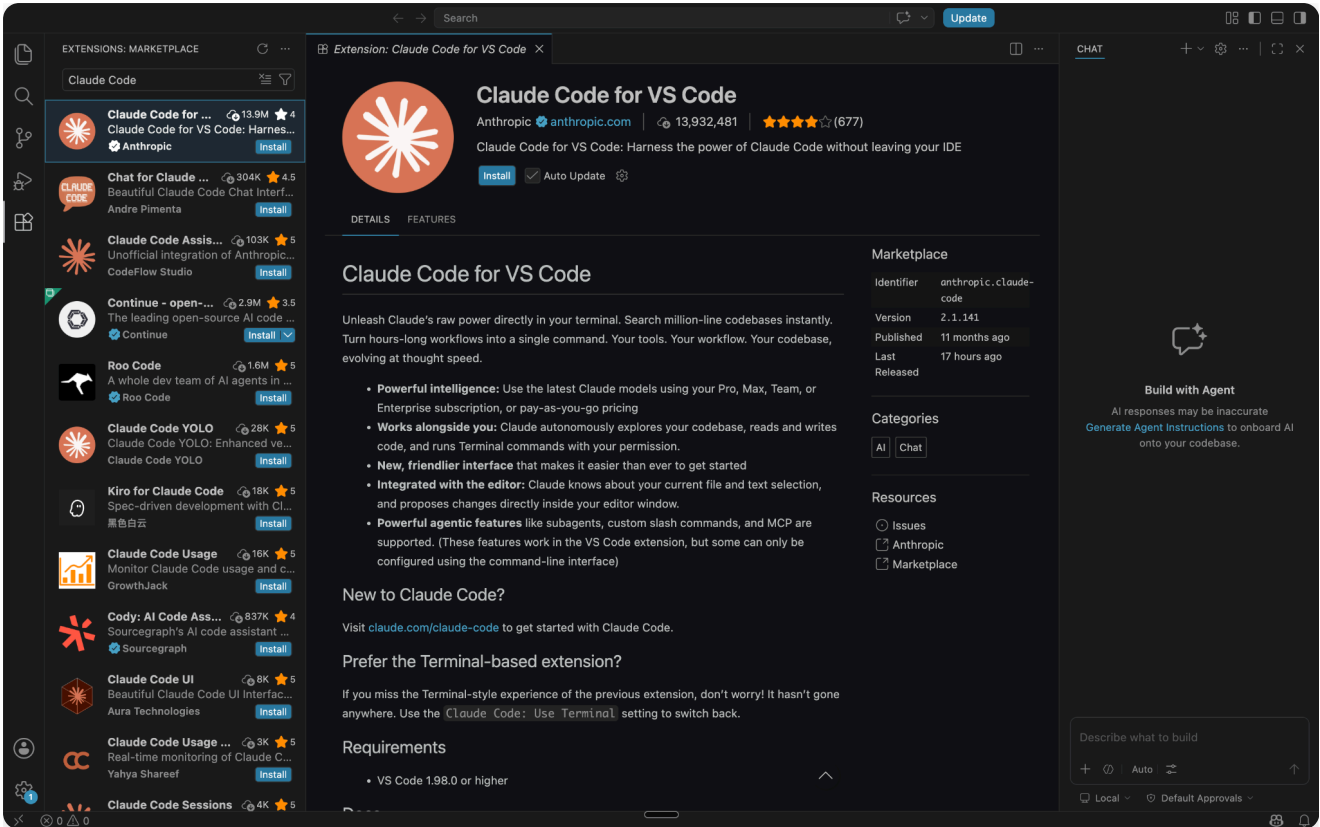 Search
Update
EXTENSIONS: MARKETPLACE
Claude Code
Claude Code for ... 13.9M 4
Claude Code for VS Code: Harnes...
Anthropic Install
CLAUDE CODE
Chat for Claude ... 304K 4.5
Beautiful Claude Code Chat Interf...
Andre Pimenta Install
Claude Code Assis... 103K 5
Unofficial integration of Anthropic...
CodeFlow Studio Install
Continue - open-... 2.9M 3.5
The leading open-source AI code ...
Continue Install
Roo Code 1.6M 5
A whole dev team of AI agents in ...
Roo Code Install
Claude Code YOLO 28K 5
Claude Code YOLO: Enhanced ve...
Claude Code YOLO Install
Kiro for Claude Code 18K 5
Spec-driven development with Cl...
黑色白云 Install
Claude Code Usage 16K 5
Monitor Claude Code usage and c...
GrowthJack Install
Cody: AI Code Ass... 837K 4
Sourcegraph's AI code assistant ...
Sourcegraph Install
Claude Code UI 8K 5
Beautiful Claude Code UI Interfac...
Aura Technologies Install
CC
Claude Code Usage ... 3K 5
Real-time monitoring of Claude C...
Yahya Shareef Install
Claude Code Sessions 4K 5
1
0 0
Extension: Claude Code for VS Code
Claude Code for VS Code
Anthropic anthropic.com 13,932,481 (677)
Claude Code for VS Code: Harness the power of Claude Code without leaving your IDE
Install Auto Update
DETAILS FEATURES
Claude Code for VS Code
Unleash Claude's raw power directly in your terminal. Search million-line codebases instantly.
Turn hours-long workflows into a single command. Your tools. Your workflow. Your codebase,
evolving at thought speed.
• Powerful intelligence: Use the latest Claude models using your Pro, Max, Team, or
Enterprise subscription, or pay-as-you-go pricing
• Works alongside you: Claude autonomously explores your codebase, reads and writes
code, and runs Terminal commands with your permission.
• New, friendlier interface that makes it easier than ever to get started
• Integrated with the editor: Claude knows about your current file and text selection,
and proposes changes directly inside your editor window.
• Powerful agentic features like subagents, custom slash commands, and MCP are
supported. (These features work in the VS Code extension, but some can only be
configured using the command-line interface)
New to Claude Code?
Visit claude.com/claude-code to get started with Claude Code.
Prefer the Terminal-based extension?
If you miss the Terminal-style experience of the previous extension, don't worry! It hasn't gone
anywhere. Use the Claude Code: Use Terminal setting to switch back.
Requirements
• VS Code 1.98.0 or higher
Marketplace
Identifier anthropic.claude-
code
Version 2.1.141
Published 11 months ago
Last 17 hours ago
Released
Categories
AI Chat
Resources
Issues
Anthropic
Marketplace
CHAT
Build with Agent
AI responses may be inaccurate
Generate Agent Instructions to onboard AI
onto your codebase.
Describe what to build
Auto
Local Default Approvals